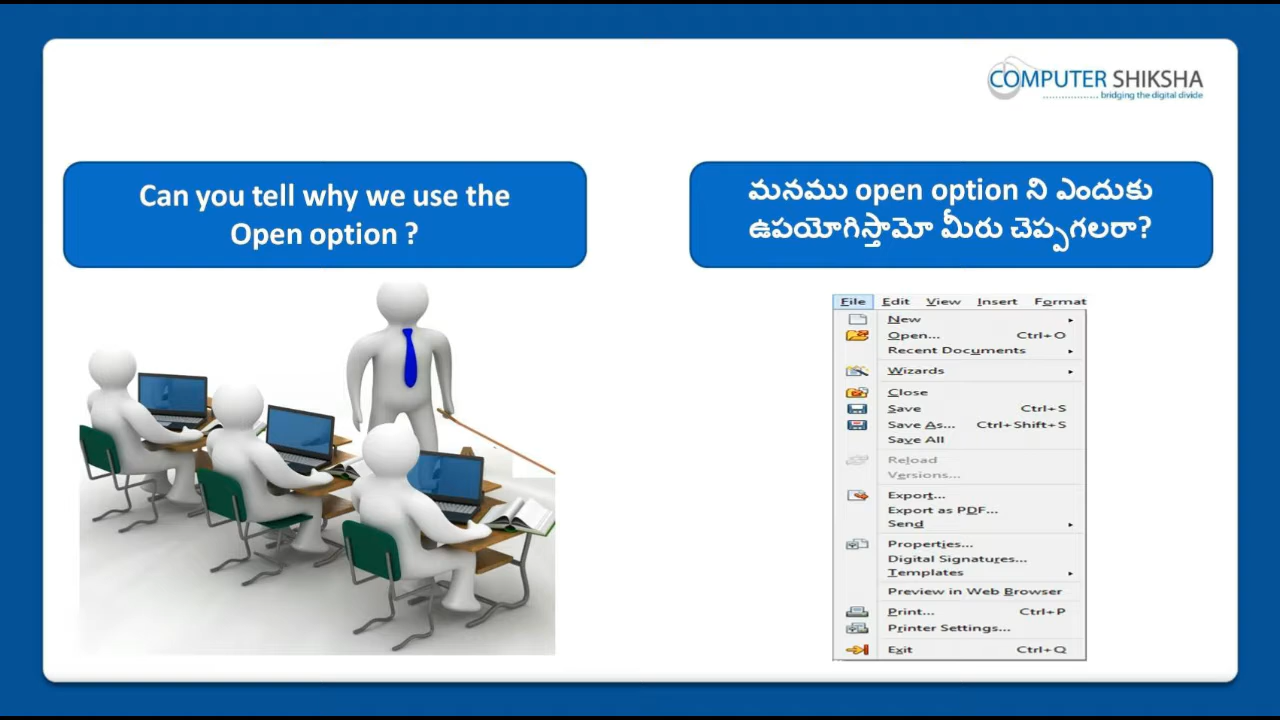 COMPUTER SHIKSHA
bridging the digital divide
Can you tell why we use the
Open option ?
మనము open option ని ఎందుకు
ఉపయోగిస్తామో మీరు చెప్పగలరా?
File Edit View Insert Format
New
Open... Ctrl+O
Recent Documents
Wizards
Close
Save Ctrl+S
Save As... Ctrl+Shift+S
Save All
Reload
Versions...
Export...
Export as PDF...
Send
Properties...
Digital Signatures...
Templates
Preview in Web Browser
Print... Ctrl+P
Printer Settings...
Exit Ctrl+Q